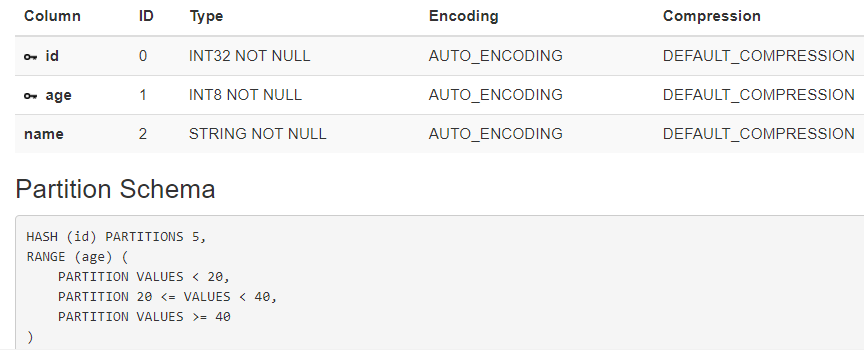 Column ID Type Encoding Compression
id 0 INT32 NOT NULL AUTO_ENCODING DEFAULT_COMPRESSION
age 1 INT8 NOT NULL AUTO_ENCODING DEFAULT_COMPRESSION
name 2 STRING NOT NULL AUTO_ENCODING DEFAULT_COMPRESSION
Partition Schema
HASH (id) PARTITIONS 5,
RANGE (age) (
    PARTITION VALUES < 20,
    PARTITION 20 <= VALUES < 40,
    PARTITION VALUES >= 40
)